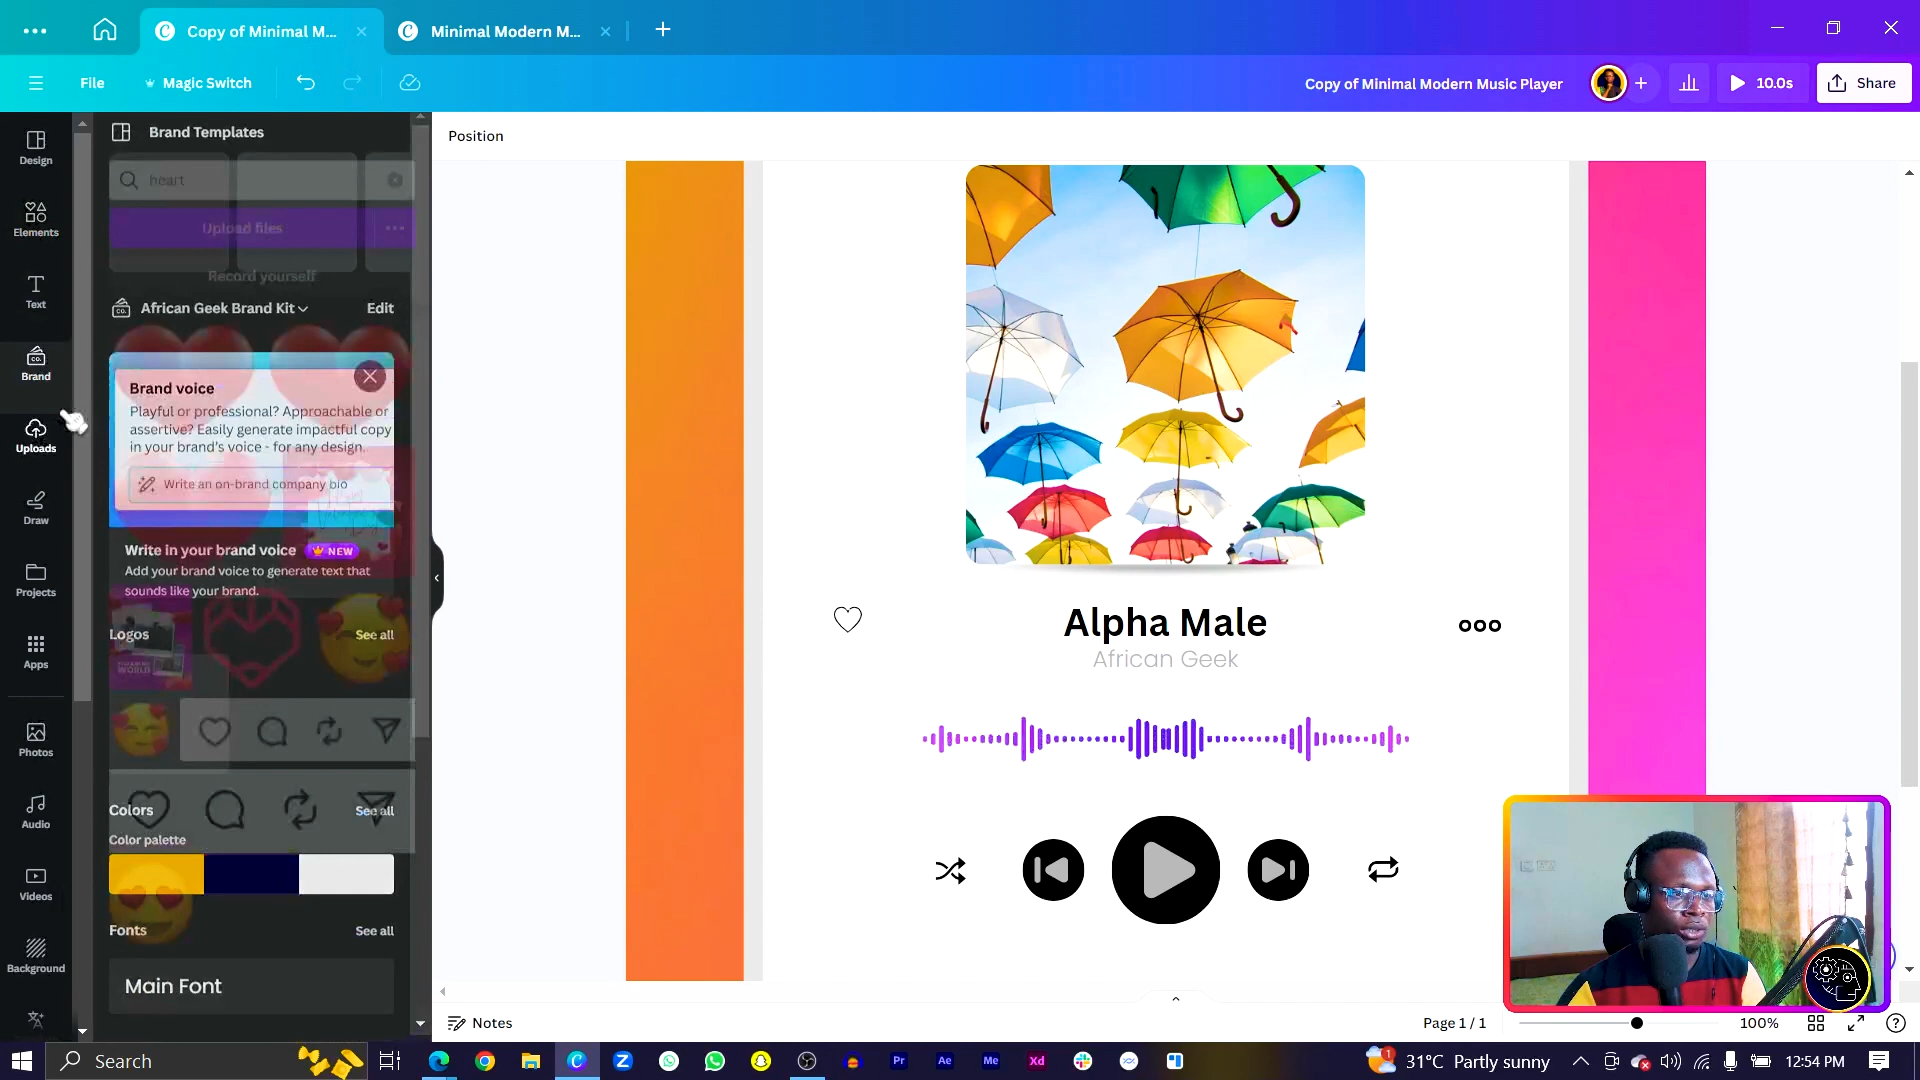 Copy of Minimal M...
Minimal Modern M...
File
Magic Switch
Copy of Minimal Modern Music Player
10.0s
Share
Design
Elements
Text
Brand
Uploads
Draw
Projects
Apps
Photos
Audio
Videos
Background
Brand Templates
heart
Upload files
Record yourself
African Geek Brand Kit
Edit
Brand voice
Playful or professional? Approachable or
assertive? Easily generate impactful copy
in your brand's voice - for any design.
Write an on-brand company bio
Write in your brand voice
NEW
Add your brand voice to generate text that
sounds like your brand.
Logos
See all
WORLD
Colors
See all
Color palette
Fonts
See all
Main Font
Position
Alpha Male
African Geek
Notes
Page 1 / 1
100%
Search
Pr
Ae
Me
Xd
31°C Partly sunny
12:54 PM